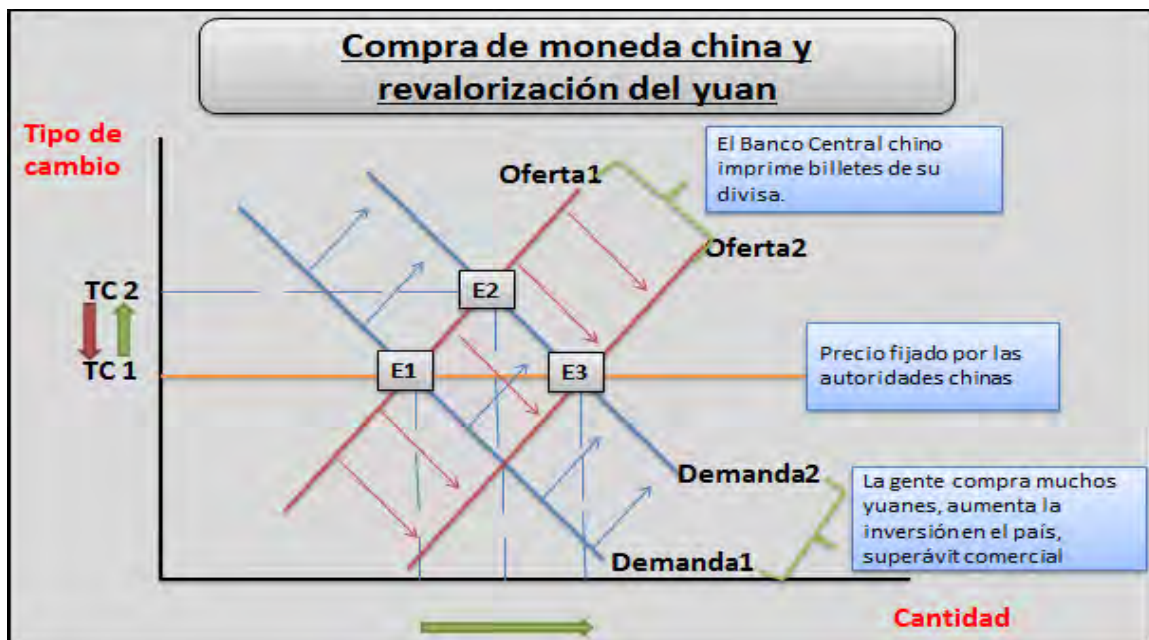 Compra de moneda china y
revalorización del yuan
Tipo de
cambio
El Banco Central chino
imprime billetes de su
divisa.
Oferta1
Oferta2
TC 2
E2
TC 1
E1
E3
Precio fijado por las
autoridades chinas
Demanda2
La gente compra muchos
yuanes, aumenta la
inversión en el país,
superávit comercial
Demanda1
Cantidad